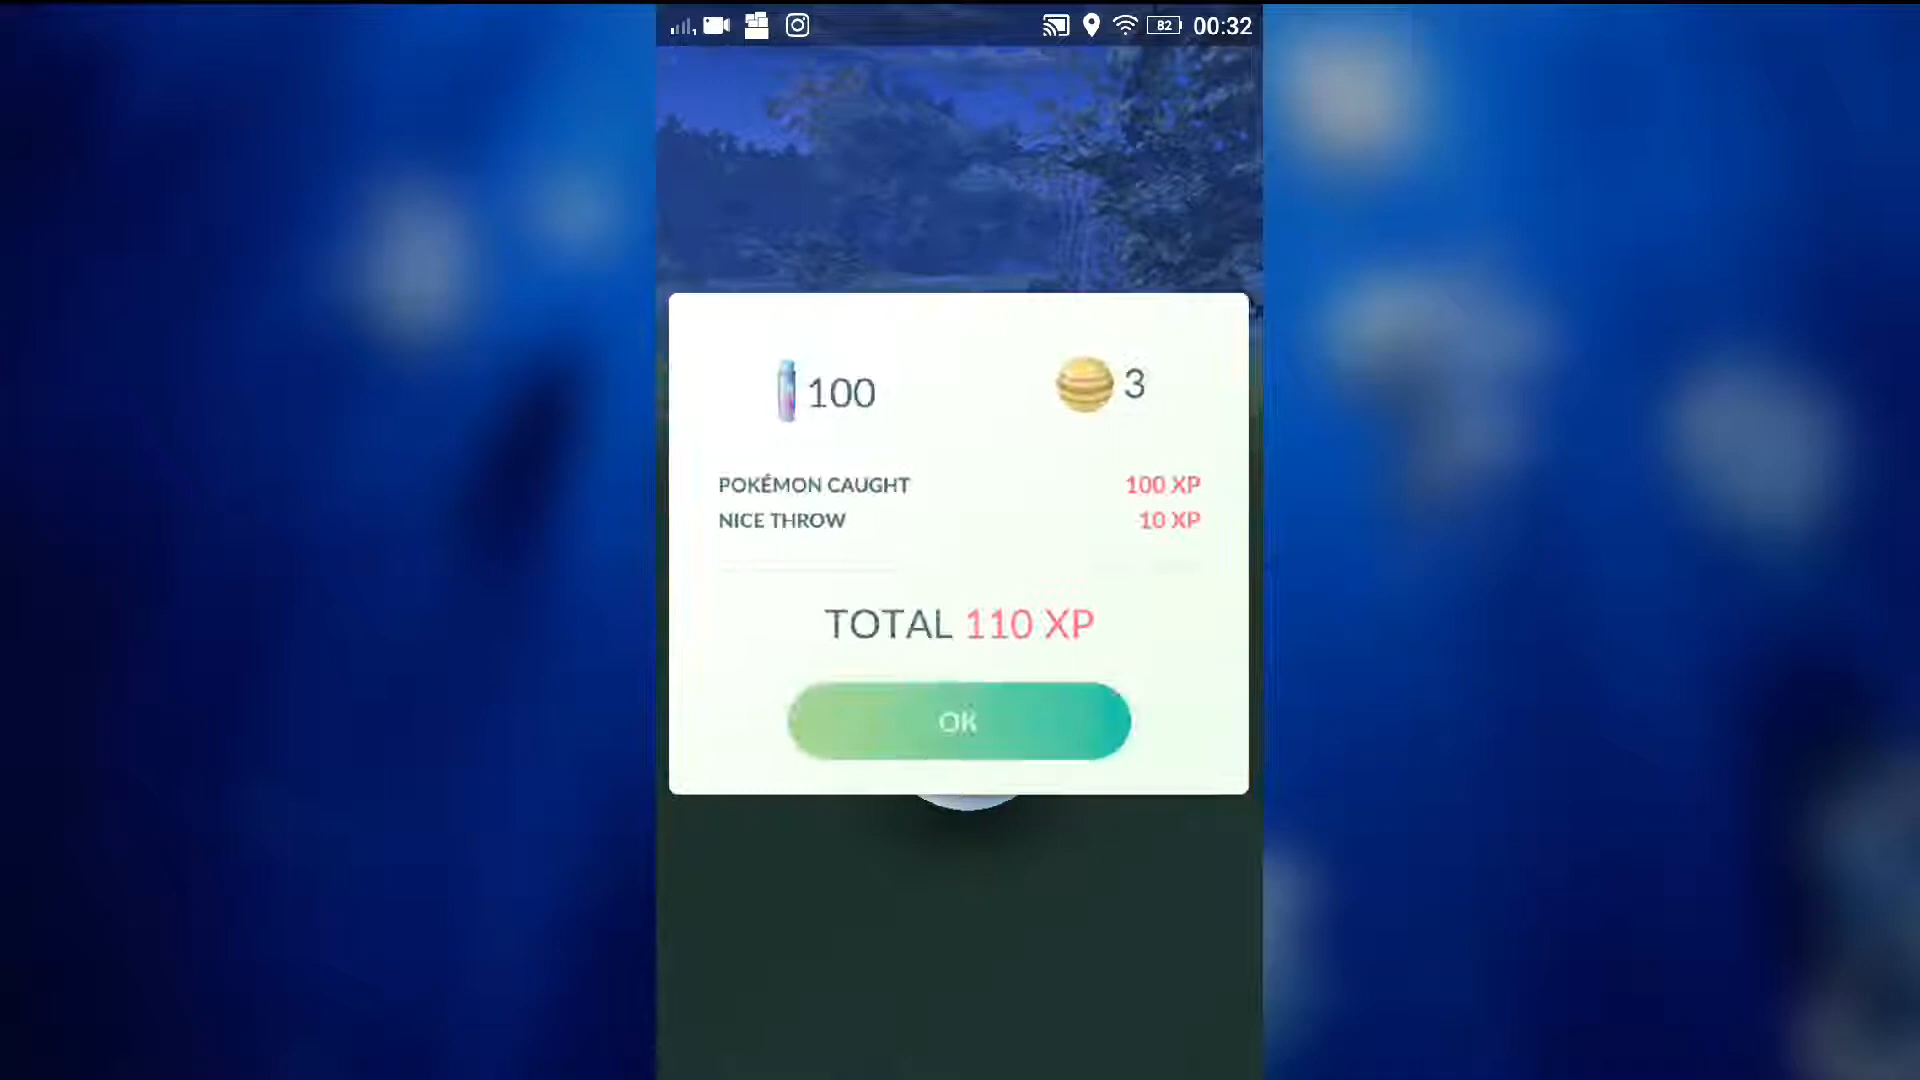 82 00:32
100 3
POKÉMON CAUGHT 100 XP
NICE THROW 10 XP
TOTAL 110 XP
OK